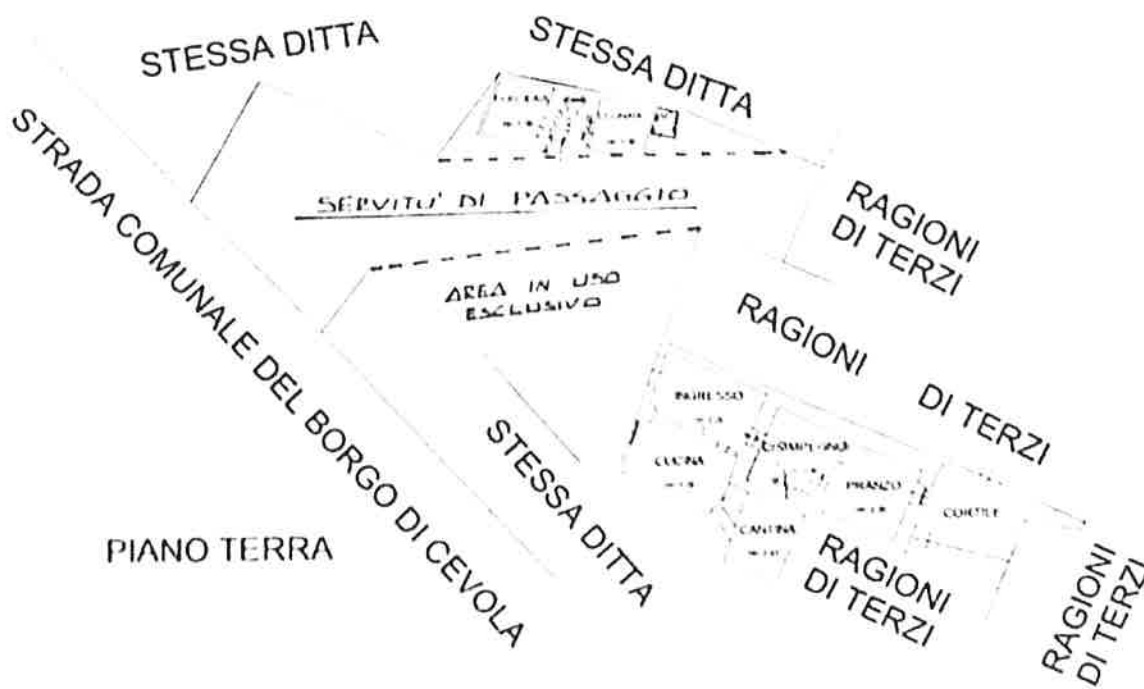 STESSA DITTA
STESSA DITTA
STRADA COMUNALE DEL BORGO DI CEVOLA
SERVITU' DI PASSAGGIO
RAGIONI
DI TERZI
AREA IN USO
ESCLUSIVO
RAGIONI DI TERZI
INGRESSO
STESSA DITTA
CUCINA
PRANZO
CORTILE
CANTINA
RAGIONI
DI TERZI
RAGIONI
DI TERZI
PIANO TERRA